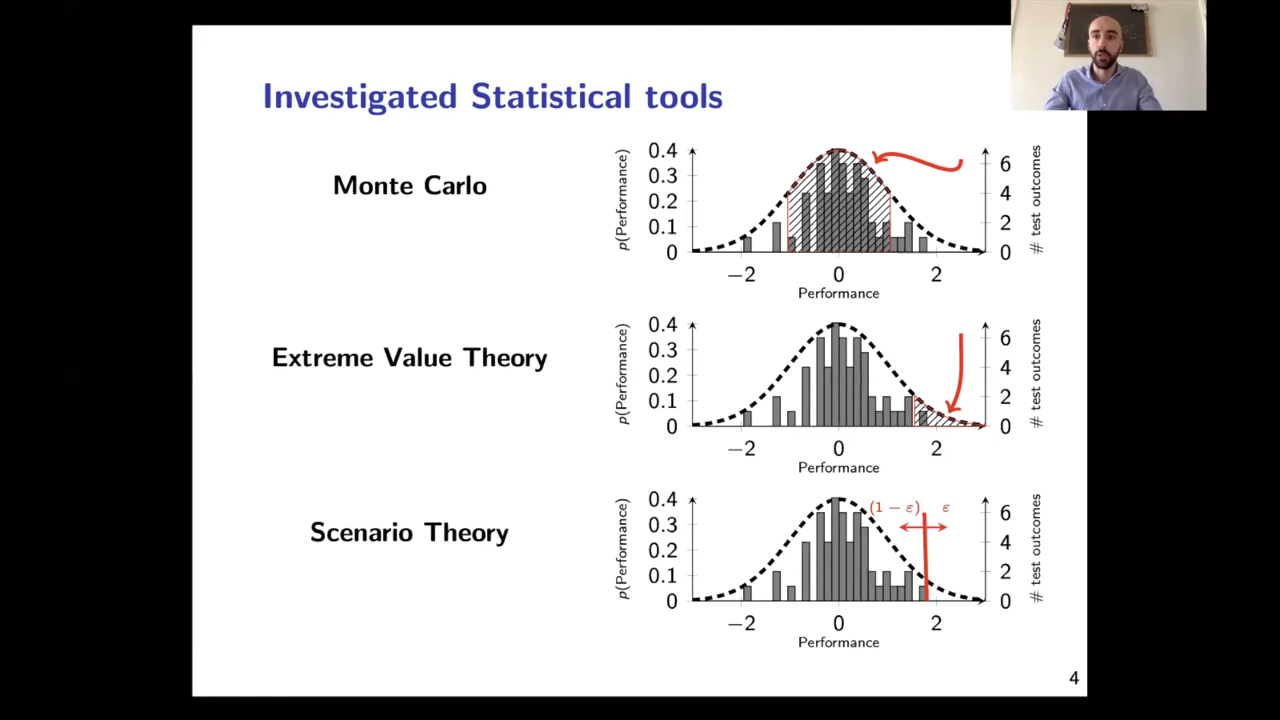 Investigated Statistical tools
Monte Carlo
p(Performance)
0.4
0.3
0.2
0.1
0
6
4
2
0
# test outcomes
−2 0 2
Performance
Extreme Value Theory
p(Performance)
0.4
0.3
0.2
0.1
0
6
4
2
0
# test outcomes
−2 0 2
Performance
Scenario Theory
p(Performance)
0.4
0.3
0.2
0.1
0
(1 − ε) ε
6
4
2
0
# test outcomes
−2 0 2
Performance
4